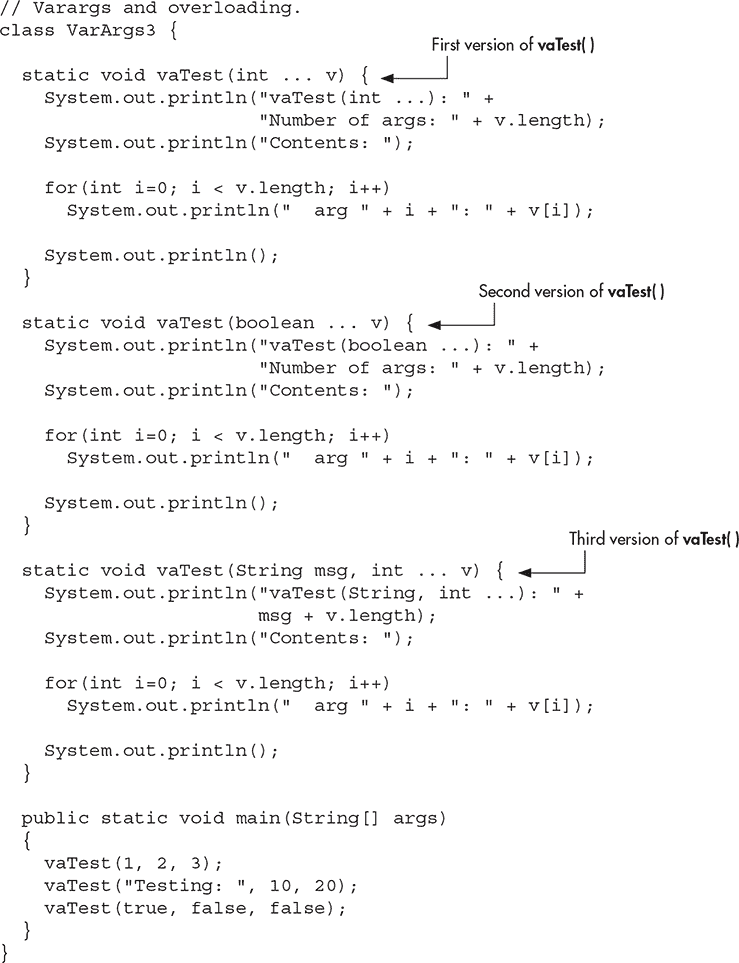 // Varargs and overloading.
class VarArgs3 {
First version of vaTest( )
  static void vaTest(int ... v) {
    System.out.println("vaTest(int ...): " +
                       "Number of args: " + v.length);
    System.out.println("Contents: ");

    for(int i=0; i < v.length; i++)
      System.out.println("  arg " + i + ": " + v[i]);

    System.out.println();
  }
Second version of vaTest( )
  static void vaTest(boolean ... v) {
    System.out.println("vaTest(boolean ...): " +
                       "Number of args: " + v.length);
    System.out.println("Contents: ");

    for(int i=0; i < v.length; i++)
      System.out.println("  arg " + i + ": " + v[i]);

    System.out.println();
  }
Third version of vaTest( )
  static void vaTest(String msg, int ... v) {
    System.out.println("vaTest(String, int ...): " +
                       msg + v.length);
    System.out.println("Contents: ");

    for(int i=0; i < v.length; i++)
      System.out.println("  arg " + i + ": " + v[i]);

    System.out.println();
  }

  public static void main(String[] args)
  {
    vaTest(1, 2, 3);
    vaTest("Testing: ", 10, 20);
    vaTest(true, false, false);
  }
}